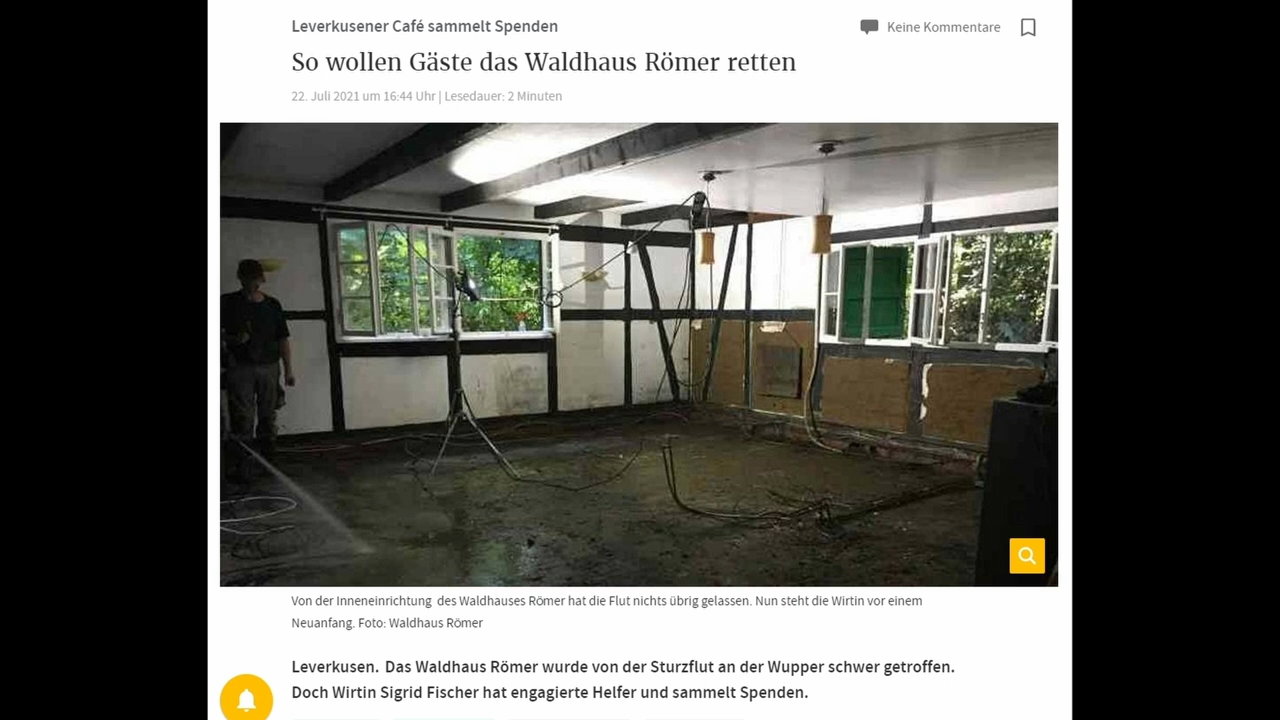 Leverkusener Café sammelt Spenden
Keine Kommentare
So wollen Gäste das Waldhaus Römer retten
22. Juli 2021 um 16:44 Uhr | Lesedauer: 2 Minuten
Von der Inneneinrichtung des Waldhauses Römer hat die Flut nichts übrig gelassen. Nun steht die Wirtin vor einem
Neuanfang. Foto: Waldhaus Römer
Leverkusen. Das Waldhaus Römer wurde von der Sturzflut an der Wupper schwer getroffen.
Doch Wirtin Sigrid Fischer hat engagierte Helfer und sammelt Spenden.